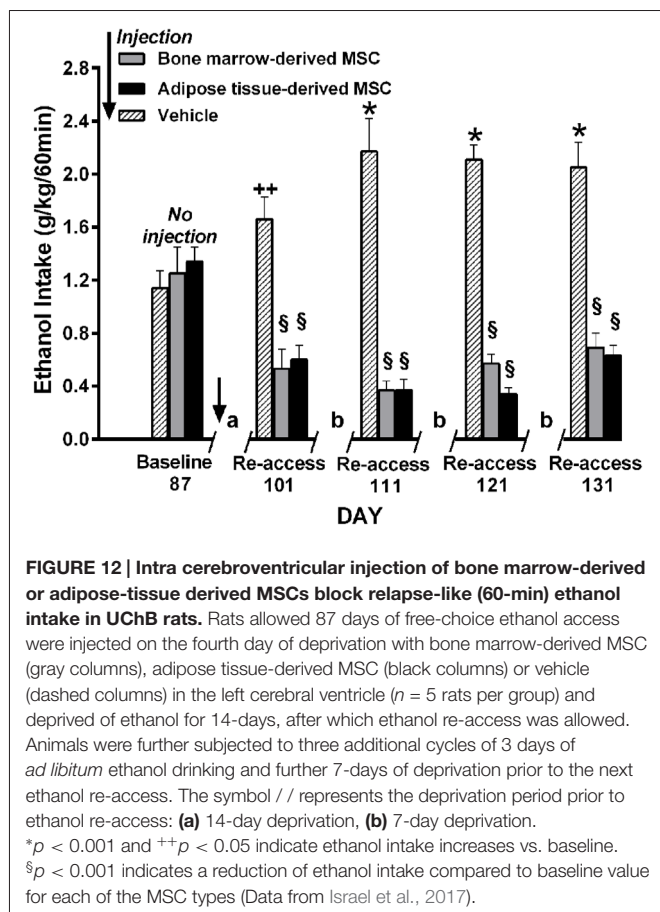 Injection
Bone marrow-derived MSC
Adipose tissue-derived MSC
Vehicle
Ethanol Intake (g/kg/60min)
2.8
2.4
2.0
1.6
1.2
0.8
0.4
0.0
No
injection
++ * * *
§ § § § § § § §
a b b b
Baseline Re-access Re-access Re-access Re-access
87 101 111 121 131
DAY
FIGURE 12 | Intra cerebroventricular injection of bone marrow-derived
or adipose-tissue derived MSCs block relapse-like (60-min) ethanol
intake in UChB rats. Rats allowed 87 days of free-choice ethanol access
were injected on the fourth day of deprivation with bone marrow-derived MSC
(gray columns), adipose tissue-derived MSC (black columns) or vehicle
(dashed columns) in the left cerebral ventricle (n = 5 rats per group) and
deprived of ethanol for 14-days, after which ethanol re-access was allowed.
Animals were further subjected to three additional cycles of 3 days of
ad libitum ethanol drinking and further 7-days of deprivation prior to the next
ethanol re-access. The symbol / / represents the deprivation period prior to
ethanol re-access: (a) 14-day deprivation, (b) 7-day deprivation.
*p < 0.001 and ++p < 0.05 indicate ethanol intake increases vs. baseline.
§p < 0.001 indicates a reduction of ethanol intake compared to baseline value
for each of the MSC types (Data from Israel et al., 2017).